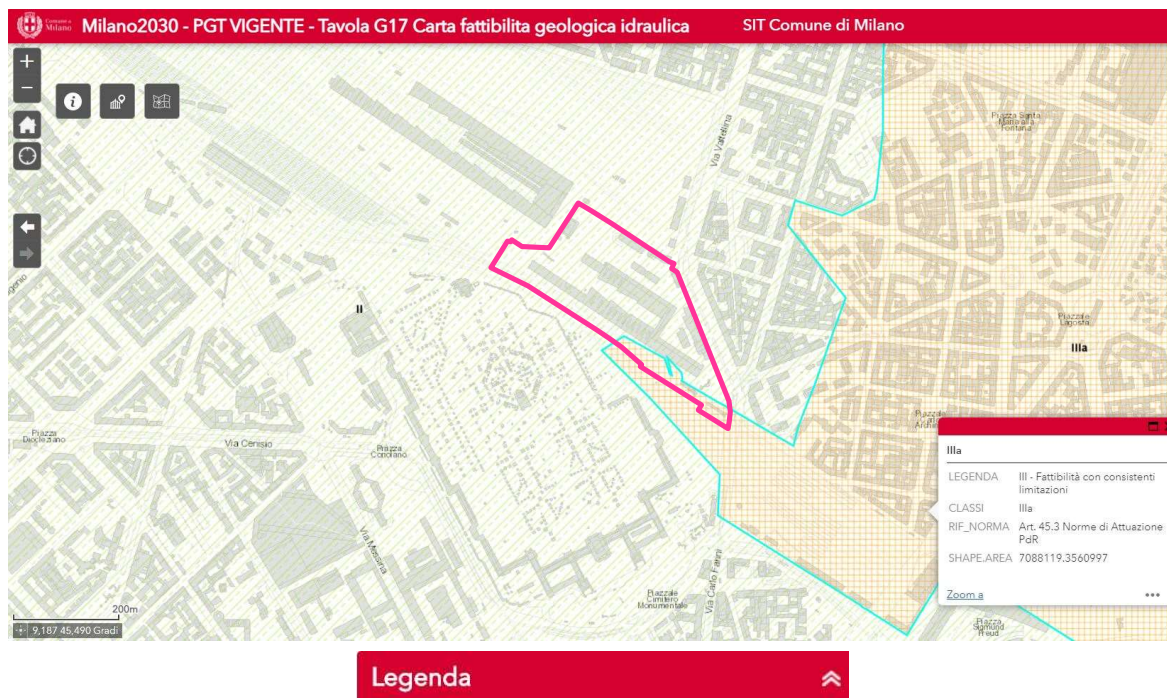 Comune di
Milano
Milano2030 - PGT VIGENTE - Tavola G17 Carta fattibilita geologica idraulica
SIT Comune di Milano
+
−
i
Piazza Santa
Maria alla
Fontana
Via Valtellina
II
Piazzale
Lagosta
IIIa
Piazza
Diocleziano
Via Cenisio
Piazza
Coriolano
Via Messina
Piazzale
Cimitero
Monumentale
Via Carlo Farini
Piazza
Sigmund
Freud
200m
9,187 45,490 Gradi
IIIa
LEGENDA III - Fattibilità con consistenti
limitazioni
CLASSI IIIa
RIF_NORMA Art. 45.3 Norme di Attuazione
PdR
SHAPE.AREA 7088119.3560997
Zoom a
Legenda